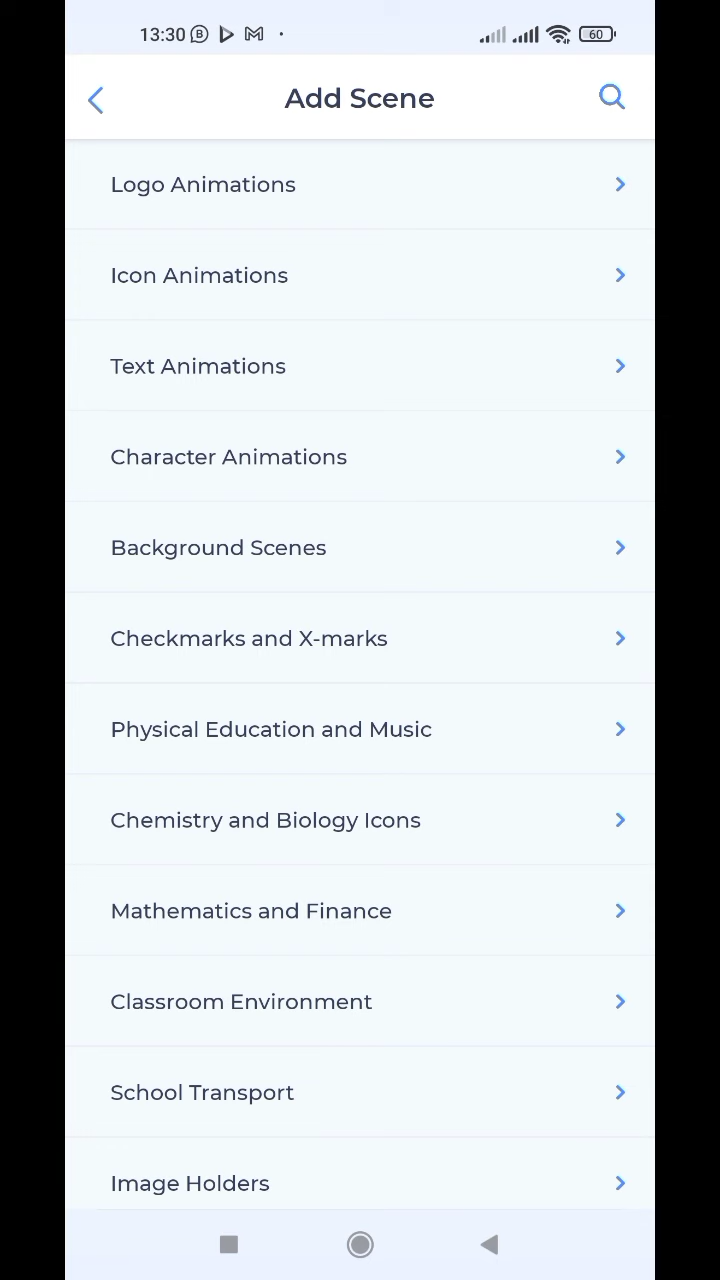 13:30
60
Add Scene
Logo Animations
Icon Animations
Text Animations
Character Animations
Background Scenes
Checkmarks and X-marks
Physical Education and Music
Chemistry and Biology Icons
Mathematics and Finance
Classroom Environment
School Transport
Image Holders